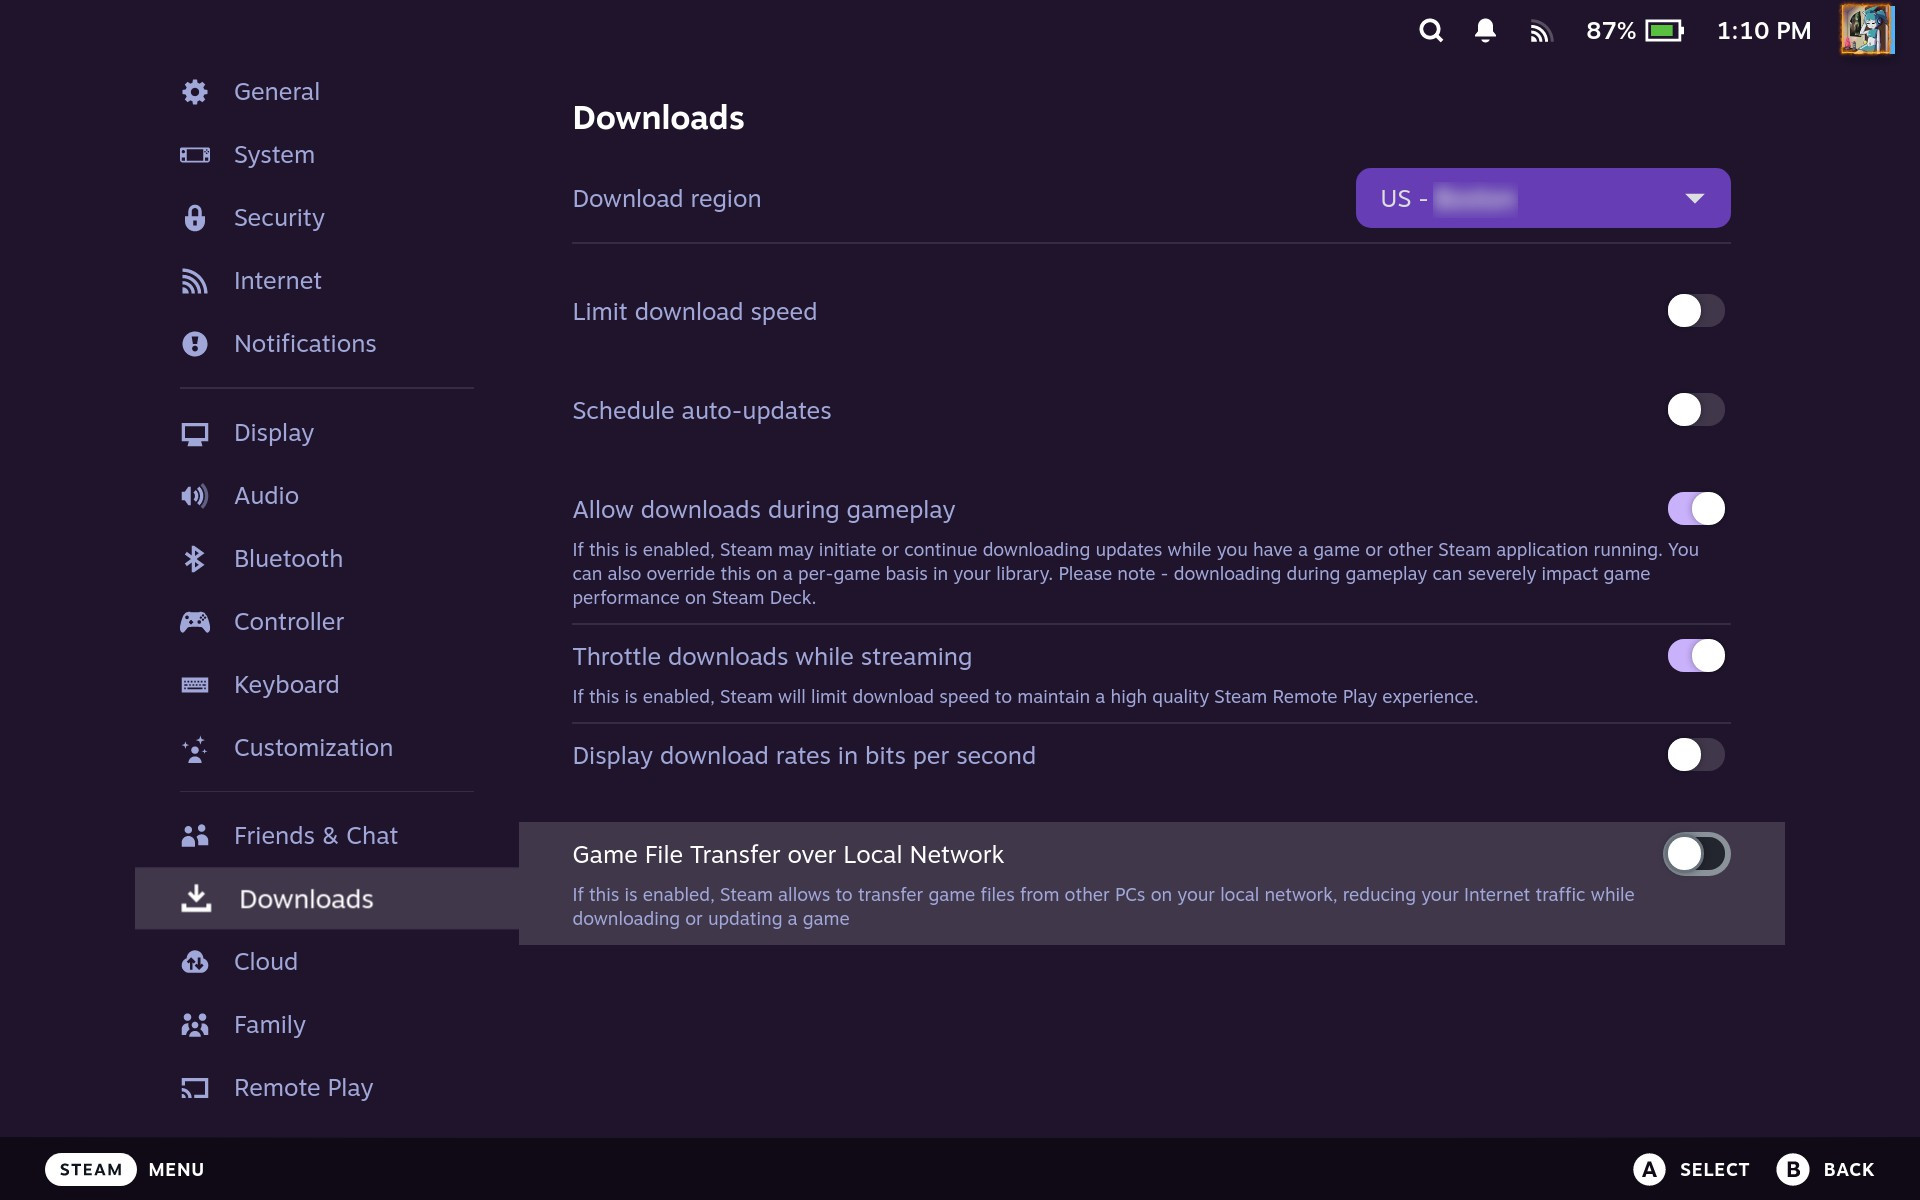 87%
1:10 PM
General
System
Security
Internet
Notifications
Display
Audio
Bluetooth
Controller
Keyboard
Customization
Friends & Chat
Downloads
Cloud
Family
Remote Play
Downloads
Download region
US -
Limit download speed
Schedule auto-updates
Allow downloads during gameplay
If this is enabled, Steam may initiate or continue downloading updates while you have a game or other Steam application running. You
can also override this on a per-game basis in your library. Please note - downloading during gameplay can severely impact game
performance on Steam Deck.
Throttle downloads while streaming
If this is enabled, Steam will limit download speed to maintain a high quality Steam Remote Play experience.
Display download rates in bits per second
Game File Transfer over Local Network
If this is enabled, Steam allows to transfer game files from other PCs on your local network, reducing your Internet traffic while
downloading or updating a game
STEAM MENU
A SELECT
B BACK